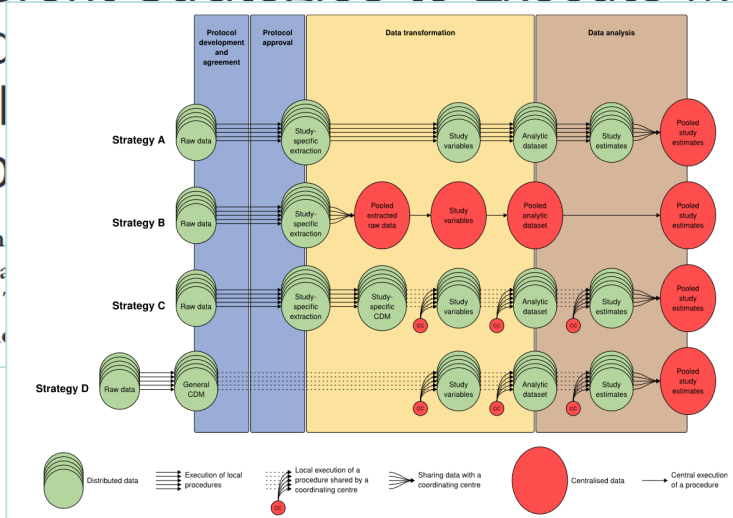 Protocol
development
and
agreement
Protocol
approval
Data transformation
Data analysis
Strategy A
Raw data
Study-
specific
extraction
Study
variables
Analytic
dataset
Study
estimates
Pooled
study
estimates
Strategy B
Raw data
Study-
specific
extraction
Pooled
extracted
raw data
Study
variables
Pooled
analytic
dataset
Pooled
study
estimates
Strategy C
Raw data
Study-
specific
extraction
Study-
specific
CDM
cc
Study
variables
cc
Analytic
dataset
cc
Study
estimates
Pooled
study
estimates
Strategy D
Raw data
General
CDM
cc
Study
variables
cc
Analytic
dataset
cc
Study
estimates
Pooled
study
estimates
Distributed data
Execution of local
procedures
Local execution of a
procedure shared by a
coordinating centre
cc
Sharing data with a
coordinating centre
Centralised data
Central execution
of a procedure